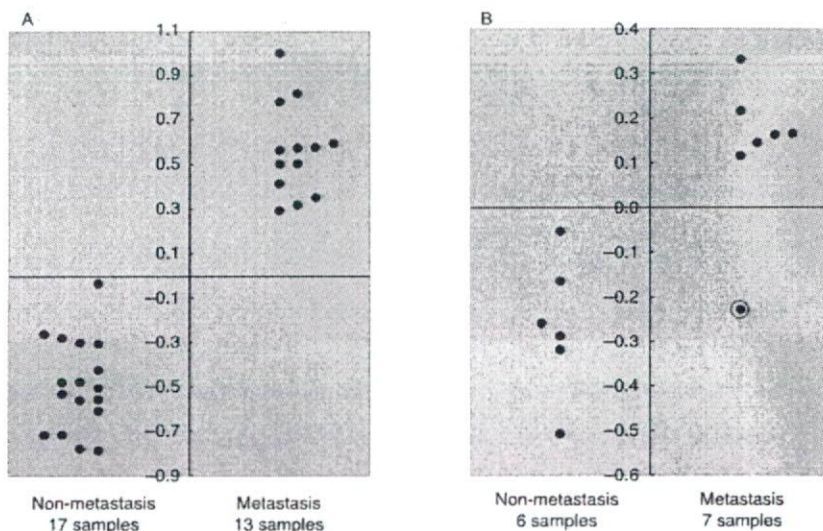 A
1.1
0.9
0.7
0.5
0.3
0.1
−0.1
−0.3
−0.5
−0.7
−0.9
Non-metastasis
17 samples
Metastasis
13 samples
B
0.4
0.3
0.2
0.1
0.0
−0.1
−0.2
−0.3
−0.4
−0.5
−0.6
Non-metastasis
6 samples
Metastasis
7 samples